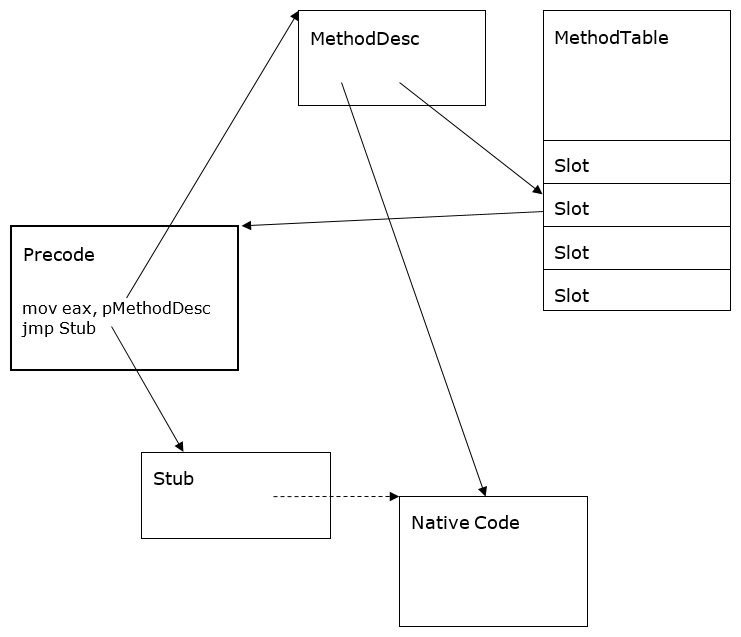 MethodDesc
MethodTable
Slot
Slot
Slot
Slot
Precode
mov eax, pMethodDesc
jmp Stub
Stub
Native Code